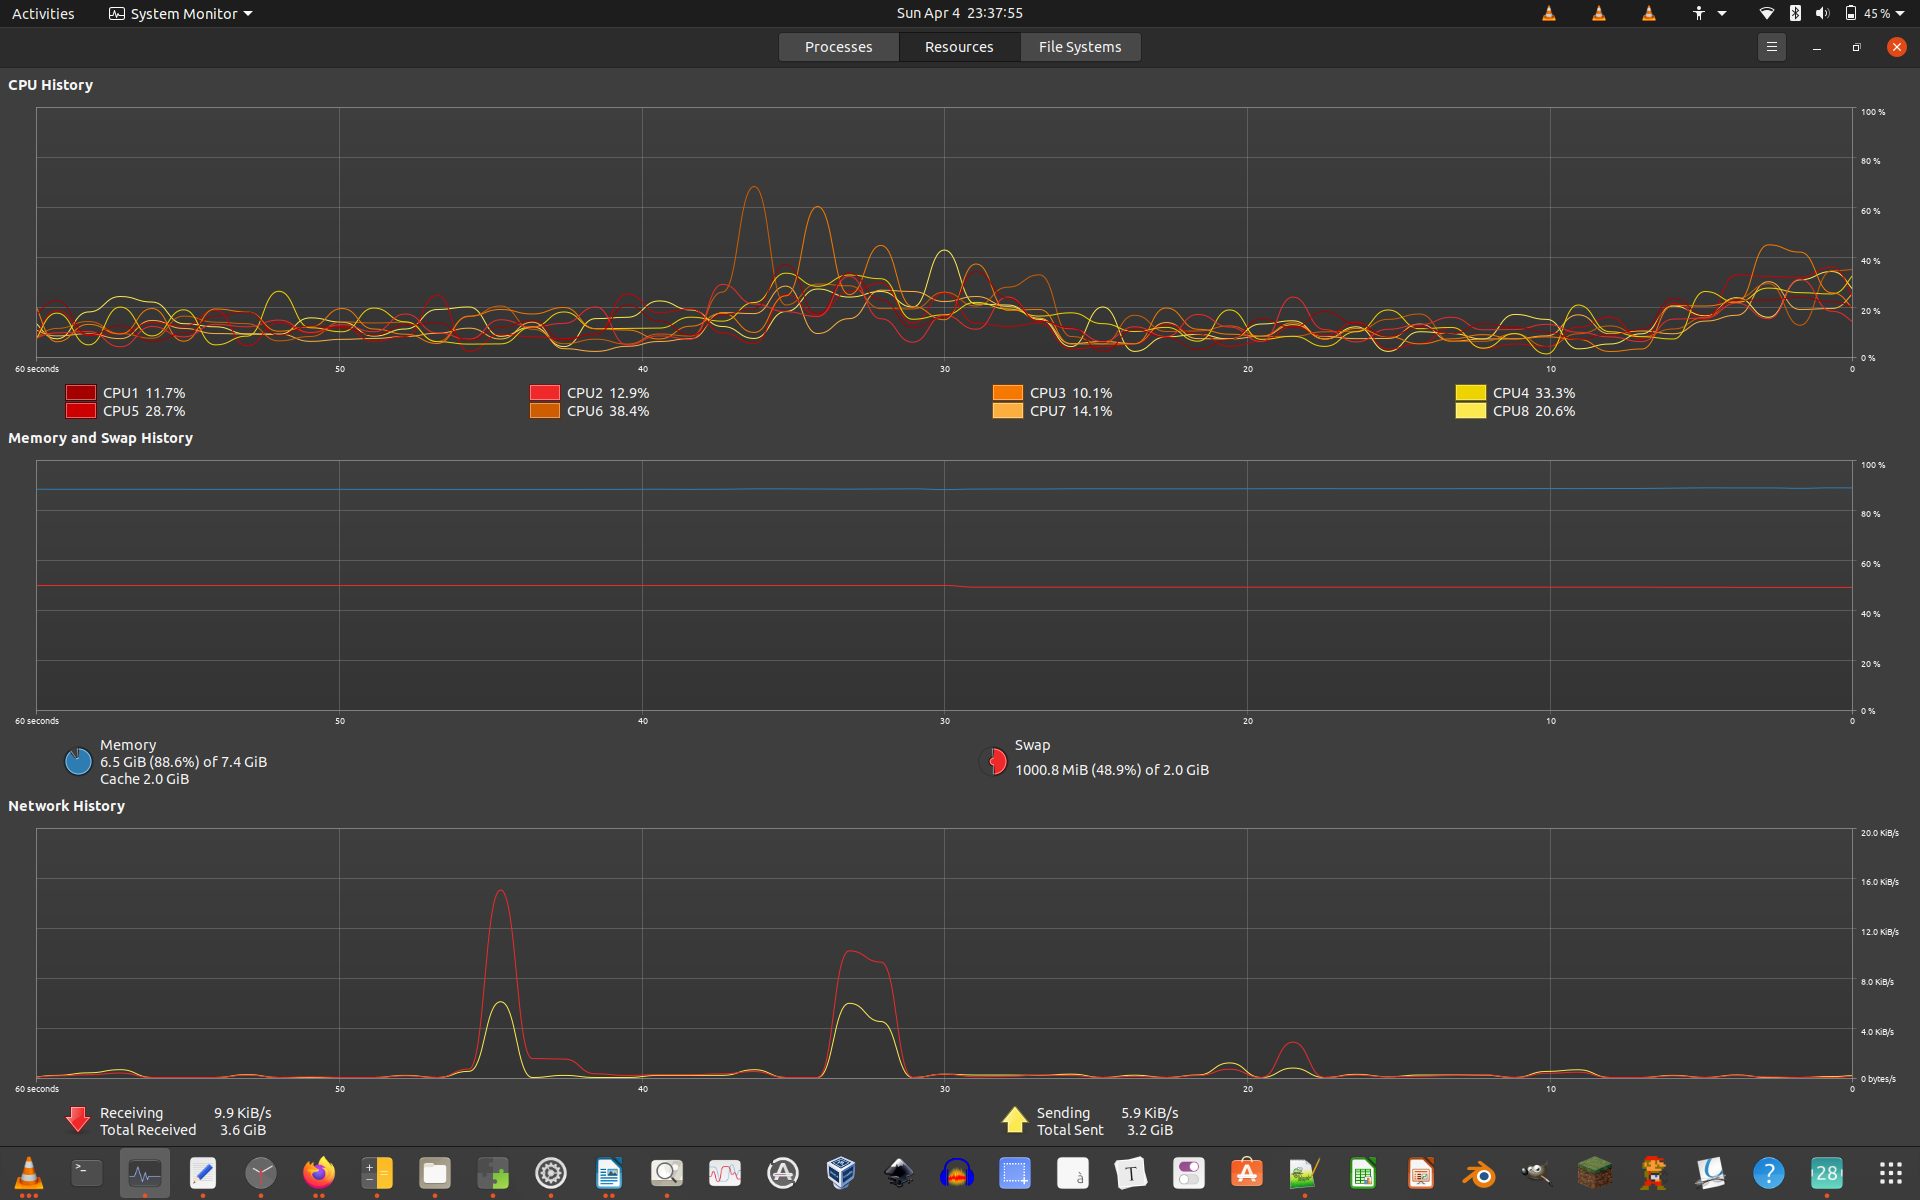 Activities
System Monitor
Sun Apr 4 23:37:55
45 %
Processes
Resources
File Systems
CPU History
100 %
80 %
60 %
40 %
20 %
0 %
60 seconds
50
40
30
20
10
0
CPU1 11.7%
CPU2 12.9%
CPU3 10.1%
CPU4 33.3%
CPU5 28.7%
CPU6 38.4%
CPU7 14.1%
CPU8 20.6%
Memory and Swap History
100 %
80 %
60 %
40 %
20 %
0 %
60 seconds
50
40
30
20
10
0
Memory
6.5 GiB (88.6%) of 7.4 GiB
Cache 2.0 GiB
Swap
1000.8 MiB (48.9%) of 2.0 GiB
Network History
20.0 KiB/s
16.0 KiB/s
12.0 KiB/s
8.0 KiB/s
4.0 KiB/s
0 bytes/s
60 seconds
50
40
30
20
10
0
Receiving 9.9 KiB/s
Total Received 3.6 GiB
Sending 5.9 KiB/s
Total Sent 3.2 GiB
28